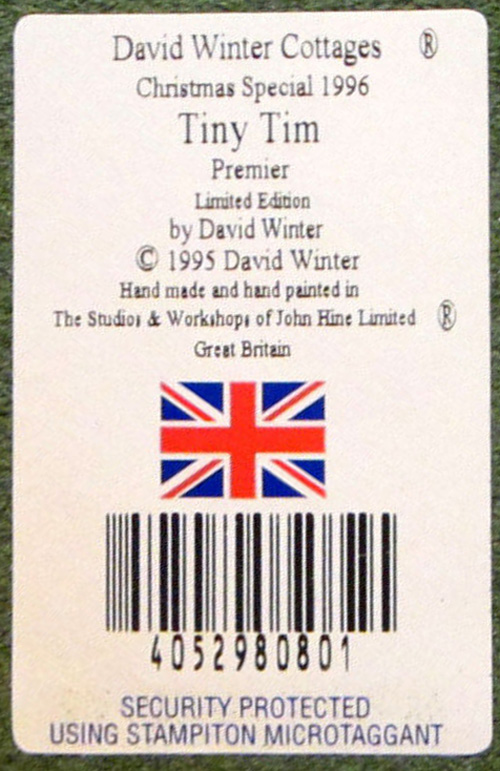 David Winter Cottages ®
Christmas Special 1996
Tiny Tim
Premier
Limited Edition
by David Winter
© 1995 David Winter
Hand made and hand painted in
The Studios & Workshops of John Hine Limited ®
Great Britain
4052980801
SECURITY PROTECTED
USING STAMPITON MICROTAGGANT